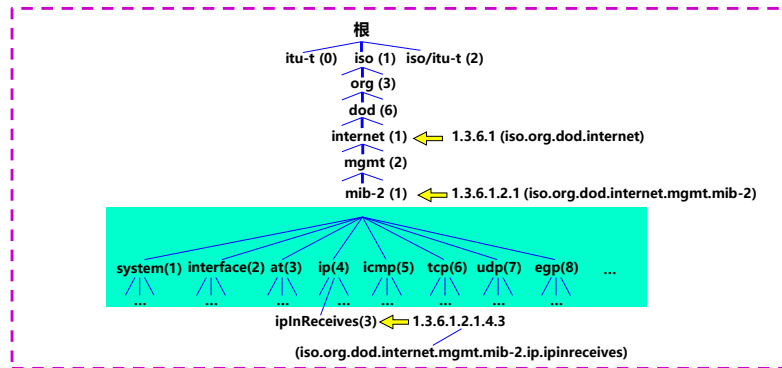 根
itu-t (0) iso (1) iso/itu-t (2)
org (3)
dod (6)
internet (1) 1.3.6.1 (iso.org.dod.internet)
mgmt (2)
mib-2 (1) 1.3.6.1.2.1 (iso.org.dod.internet.mgmt.mib-2)
system(1) interface(2) at(3) ip(4) icmp(5) tcp(6) udp(7) egp(8) ...
... ... ... ... ... ... ...
ipInReceives(3) 1.3.6.1.2.1.4.3
(iso.org.dod.internet.mgmt.mib-2.ip.ipinreceives)